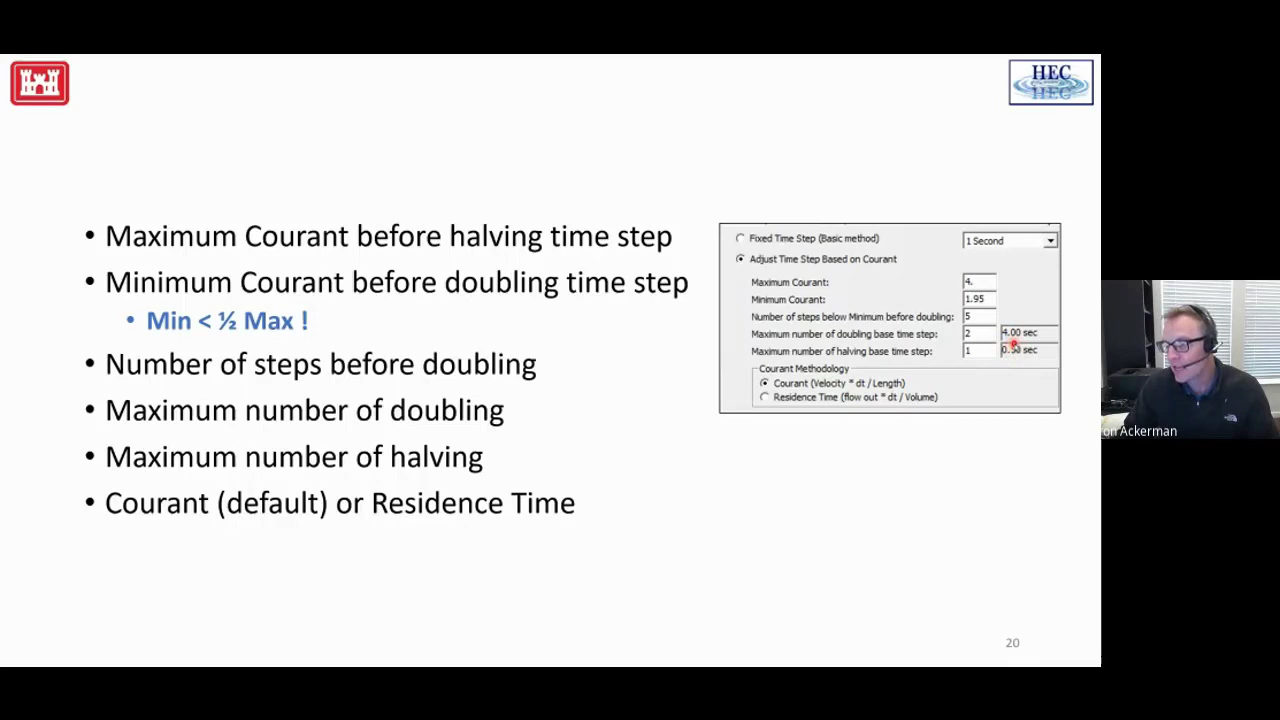 HEC
HEC
• Maximum Courant before halving time step
• Minimum Courant before doubling time step
• Min < ½ Max !
• Number of steps before doubling
• Maximum number of doubling
• Maximum number of halving
• Courant (default) or Residence Time
Fixed Time Step (Basic method) 1 Second
Adjust Time Step Based on Courant
Maximum Courant: 4.
Minimum Courant: 1.95
Number of steps below Minimum before doubling: 5
Maximum number of doubling base time step: 2 4.00 sec
Maximum number of halving base time step: 1 sec
Courant Methodology
Courant (Velocity * dt / Length)
Residence Time (flow out * dt / Volume)
on Ackerman
20